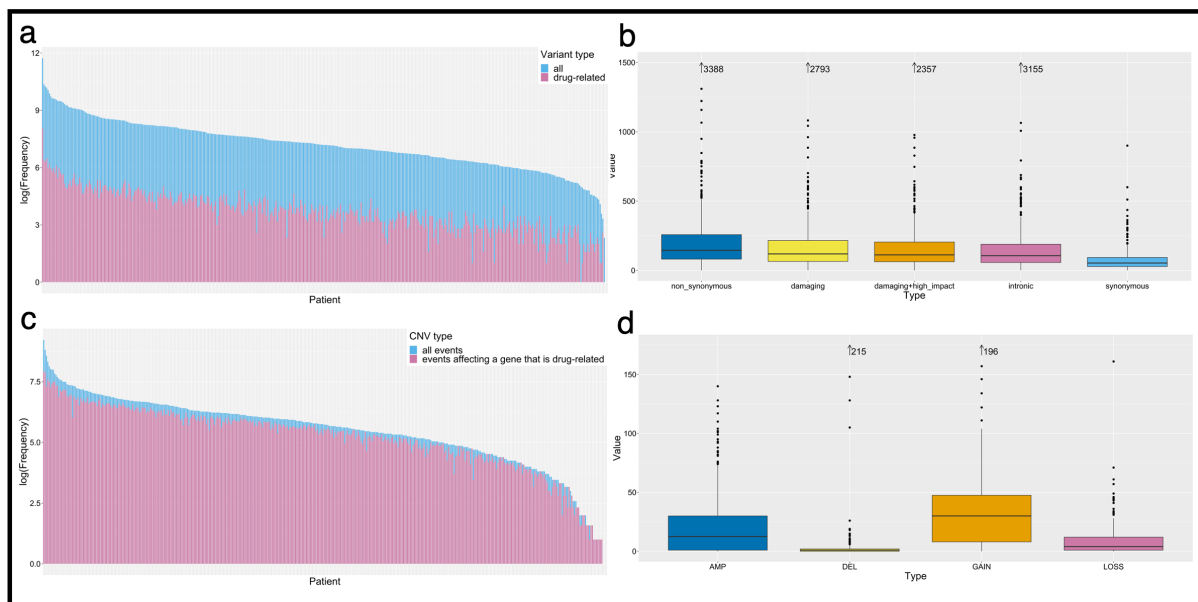 a
12
9
6
3
0
log(Frequency)
Patient
Variant type
all
drug-related
b
1500
1000
500
0
Value
↑3388
↑2793
↑2357
↑3155
non_synonymous
damaging
damaging+high_impact
intronic
synonymous
Type
c
7.5
5.0
2.5
0.0
log(Frequency)
Patient
CNV type
all events
events affecting a gene that is drug-related
d
150
100
50
0
Value
↑215
↑196
AMP
DEL
GAIN
LOSS
Type